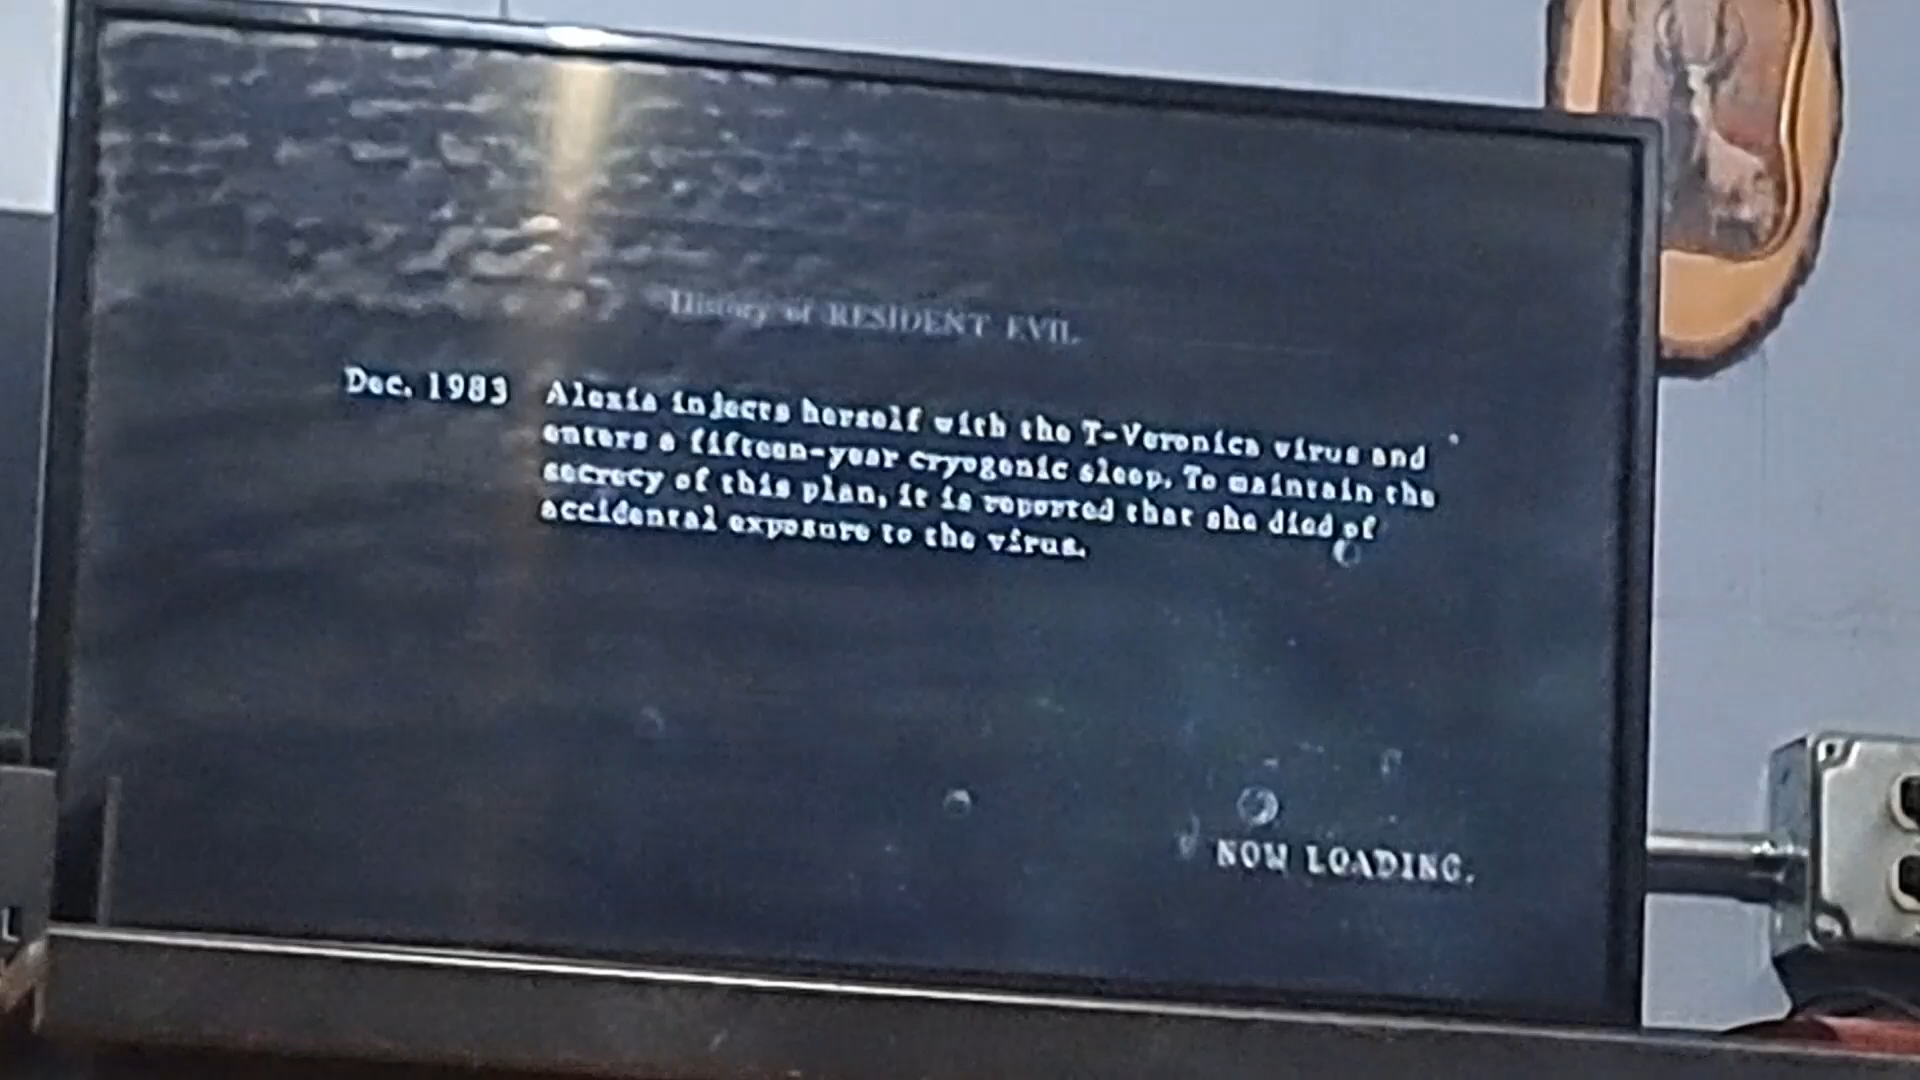 History of RESIDENT EVIL
Dec. 1983 Alexia injects herself with the T-Veronica virus and
enters a fifteen-year cryogenic sleep. To maintain the
secrecy of this plan, it is reported that she died of
accidental exposure to the virus.
NOW LOADING.